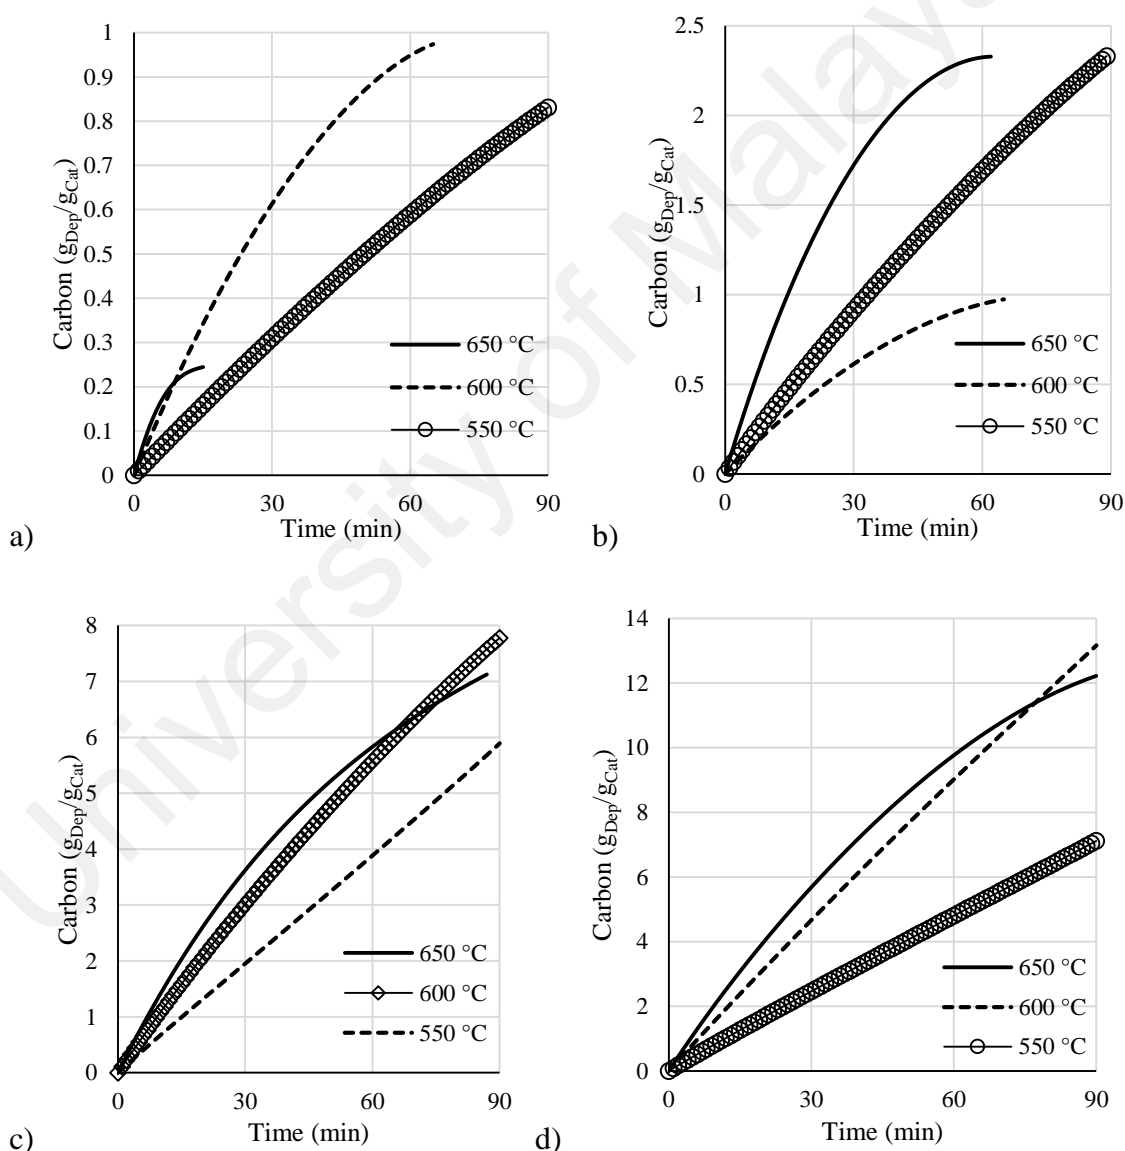 1
0.9
0.8
0.7
0.6
0.5
0.4
0.3
0.2
0.1
0
Carbon (gDep/gCat)
650 °C
600 °C
550 °C
0 30 60 90
Time (min)
a)
2.5
2
1.5
1
0.5
0
Carbon (gDep/gCat)
650 °C
600 °C
550 °C
0 30 60 90
Time (min)
b)
8
7
6
5
4
3
2
1
0
Carbon (gDep/gCat)
650 °C
600 °C
550 °C
0 30 60 90
Time (min)
c)
14
12
10
8
6
4
2
0
Carbon (gDep/gCat)
650 °C
600 °C
550 °C
0 30 60 90
Time (min)
d)
University of Malaya